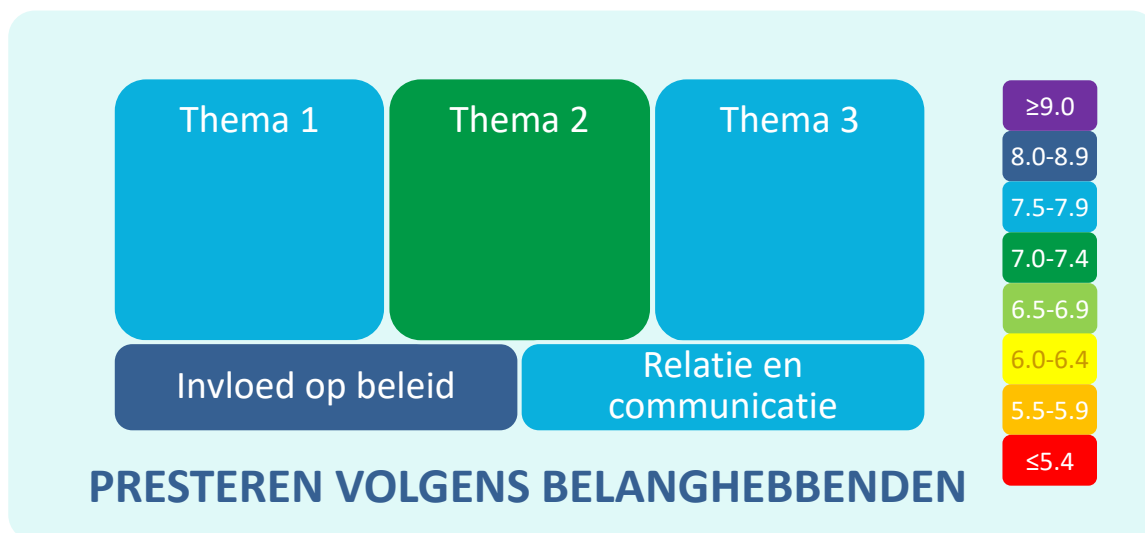 Thema 1
Thema 2
Thema 3
Invloed op beleid
Relatie en
communicatie
PRESTEREN VOLGENS BELANGHEBBENDEN
≥9.0
8.0-8.9
7.5-7.9
7.0-7.4
6.5-6.9
6.0-6.4
5.5-5.9
≤5.4